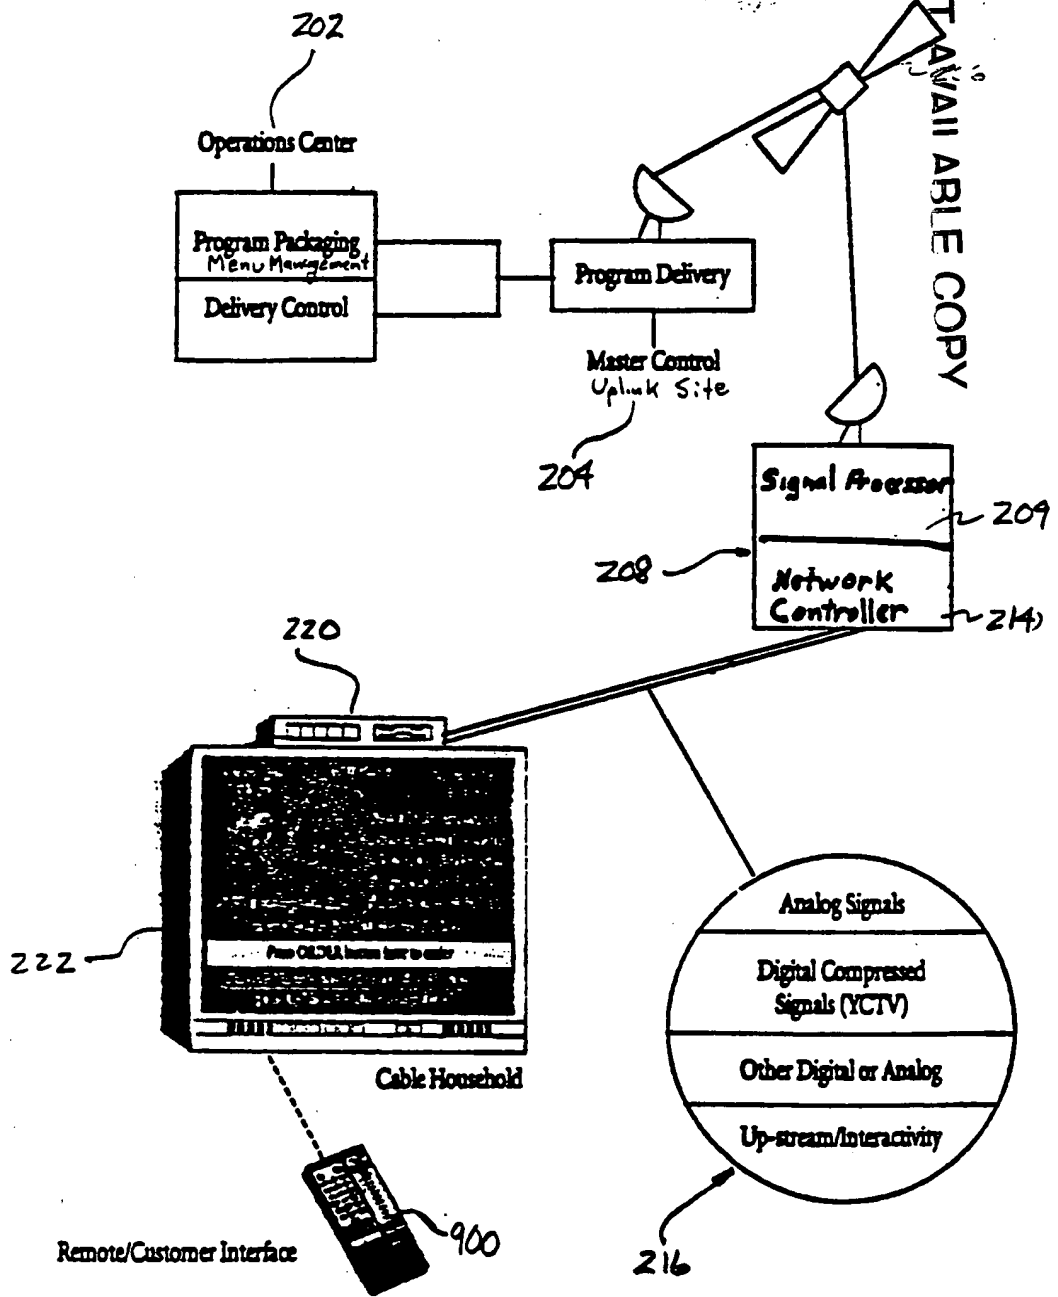 202
Operations Center
Program Packaging
Menu Management
Delivery Control
Program Delivery
Master Control
Uplink Site
204
T AVAILABLE COPY
Signal Processor
209
208
Network
Controller
214
220
222
Cable Household
Analog Signals
Digital Compressed
Signals (YCTV)
Other Digital or Analog
Up-stream/Interactivity
216
Remote/Customer Interface
900